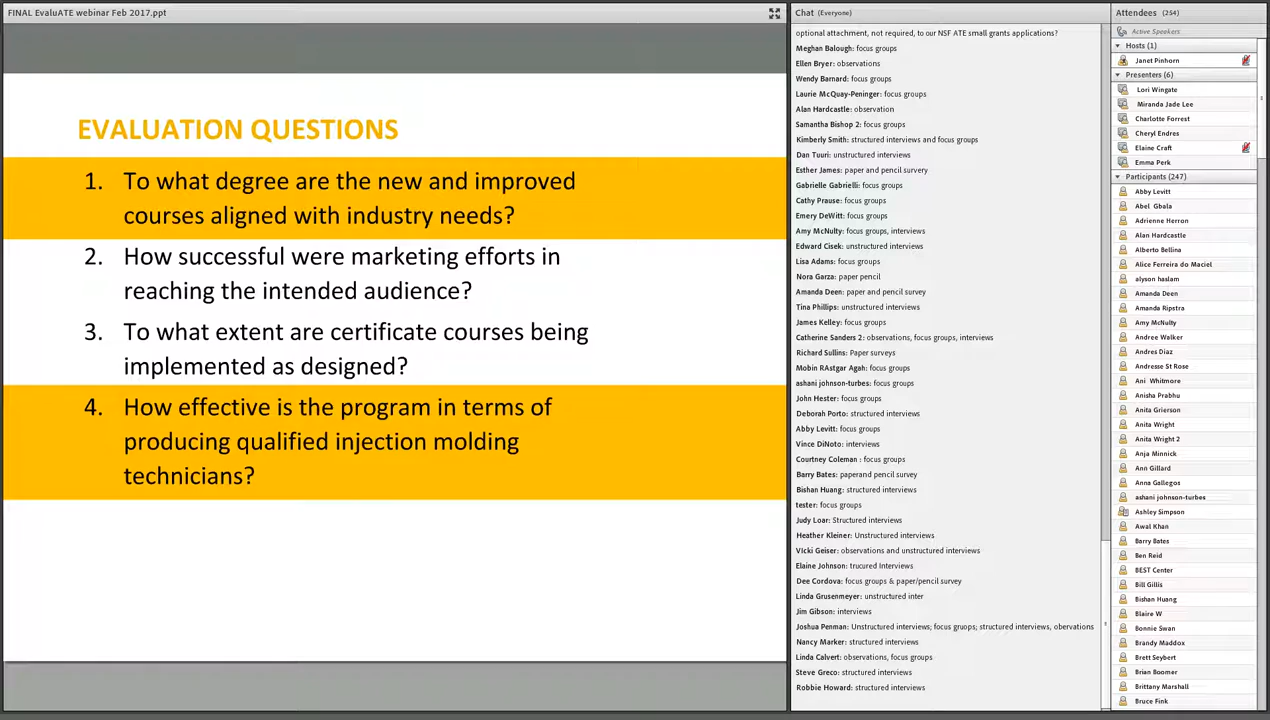 FINAL EvaluATE webinar Feb 2017.ppt
EVALUATION QUESTIONS
1. To what degree are the new and improved
courses aligned with industry needs?
2. How successful were marketing efforts in
reaching the intended audience?
3. To what extent are certificate courses being
implemented as designed?
4. How effective is the program in terms of
producing qualified injection molding
technicians?
Chat (Everyone)
optional attachment, not required, to our NSF ATE small grants applications?
Meghan Balough: focus groups
Ellen Bryer: observations
Wendy Barnard: focus groups
Laurie McQuay-Peninger: focus groups
Alan Hardcastle: observation
Samantha Bishop 2: focus groups
Kimberly Smith: structured interviews and focus groups
Dan Tuuri: unstructured interviews
Esther James: paper and pencil survery
Gabrielle Gabrielli: focus groups
Cathy Prause: focus groups
Emery DeWitt: focus groups
Amy McNulty: focus groups, interviews
Edward Cisek: unstructured interviews
Lisa Adams: focus groups
Nora Garza: paper pencil
Amanda Deen: paper and pencil survey
Tina Phillips: unstructured interviews
James Kelley: focus groups
Catherine Sanders 2: observations, focus groups, interviews
Richard Sullins: Paper surveys
Mobin RAstgar Agah: focus groups
ashani johnson-turbes: focus groups
John Hester: focus groups
Deborah Porto: structured interviews
Abby Levitt: focus groups
Vince DiNoto: interviews
Courtney Coleman : focus groups
Barry Bates: paperand pencil survey
Bishan Huang: structured interviews
tester: focus groups
Judy Loar: Structured interviews
Heather Kleiner: Unstructured interviews
VIcki Geiser: observations and unstructured interviews
Elaine Johnson: trucured Interviews
Dee Cordova: focus groups & paper/pencil survey
Linda Grusenmeyer: unstructured inter
Jim Gibson: interviews
Joshua Penman: Unstructured interviews; focus grops; structured interviews, obervations
Nancy Marker: structured interviews
Linda Calvert: observations, focus groups
Steve Greco: structured interviews
Robbie Howard: structured interviews
Attendees (254)
Active Speakers
Hosts (1)
Janet Pinhorn
Presenters (6)
Lori Wingate
Miranda Jade Lee
Charlotte Forrest
Cheryl Endres
Elaine Craft
Emma Perk
Participants (247)
Abby Levitt
Abel Gbala
Adrienne Herron
Alan Hardcastle
Alberto Bellina
Alice Ferreira do Maciel
alyson haslam
Amanda Deen
Amanda Ripstra
Amy McNulty
Andree Walker
Andres Diaz
Andresse St Rose
Ani Whitmore
Anisha Prabhu
Anita Grierson
Anita Wright
Anita Wright 2
Anja Minnick
Ann Gillard
Anna Gallegos
ashani johnson-turbes
Ashley Simpson
Awal Khan
Barry Bates
Ben Reid
BEST Center
Bill Gillis
Bishan Huang
Blaire W
Bonnie Swan
Brandy Maddox
Brett Seybert
Brian Boomer
Brittany Marshall
Bruce Fink